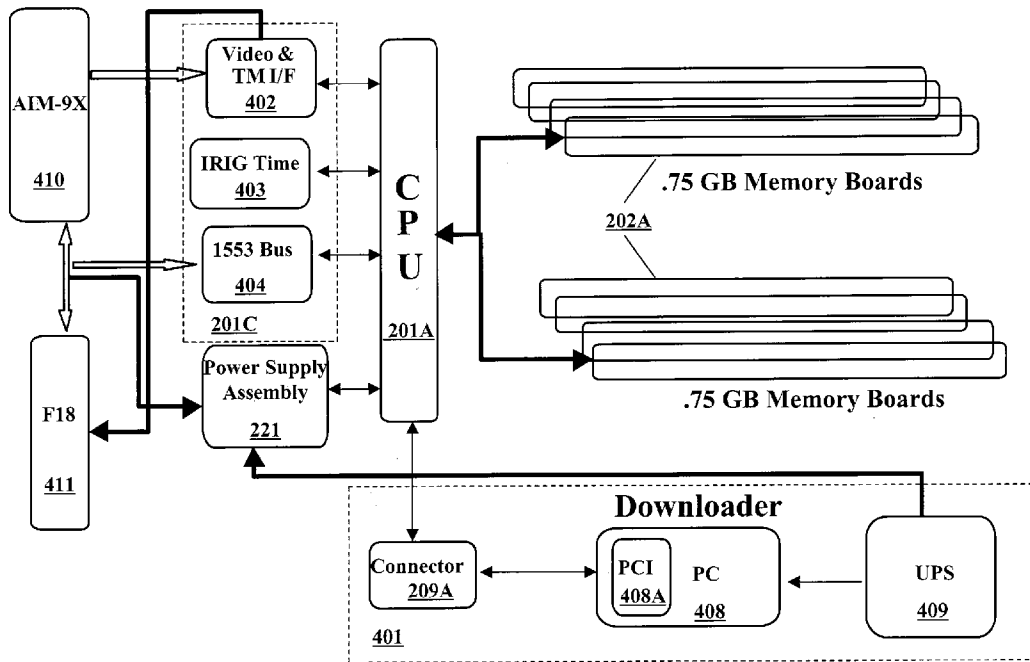 AIM-9X
410
Video &
TM I/F
402
IRIG Time
403
1553 Bus
404
201C
Power Supply
Assembly
221
F18
411
C
P
U
201A
.75 GB Memory Boards
202A
.75 GB Memory Boards
Downloader
Connector
209A
401
PCI
408A
PC
408
UPS
409